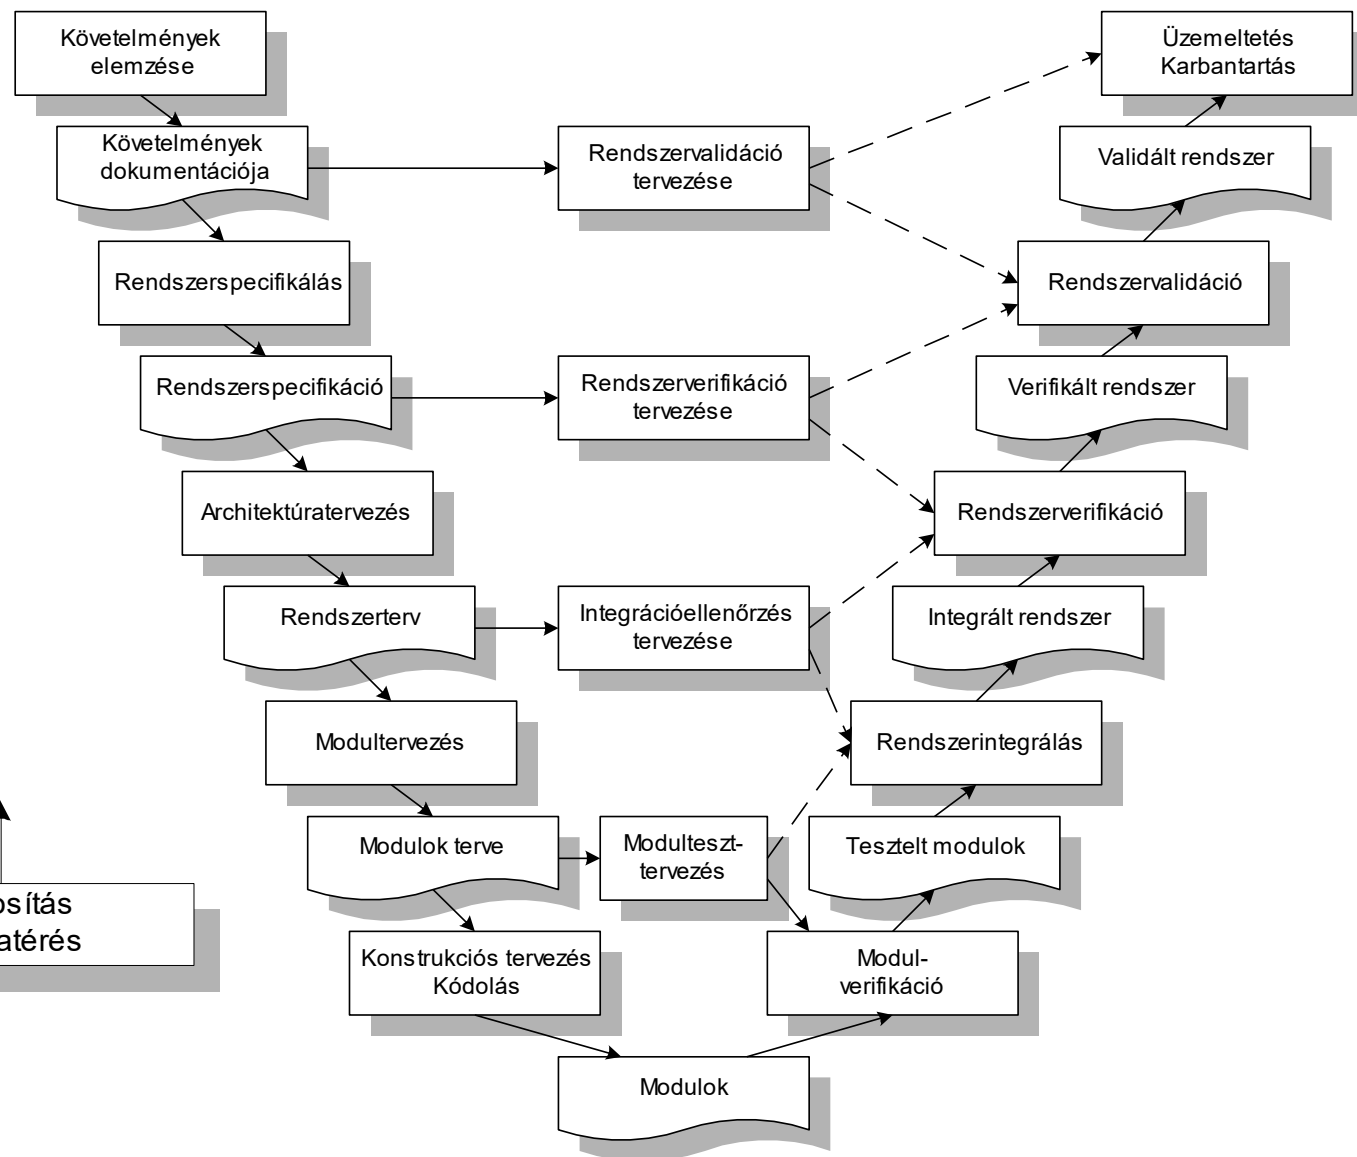 Követelmények
elemzése
Üzemeltetés
Karbantartás
Követelmények
dokumentációja
Rendszervalidáció
tervezése
Validált rendszer
Rendszerspecifikálás
Rendszervalidáció
Rendszerspecifikáció
Rendszerverifikáció
tervezése
Verifikált rendszer
Architektúratervezés
Rendszerverifikáció
Rendszerterv
Integrációellenőrzés
tervezése
Integrált rendszer
Modultervezés
Rendszerintegrálás
Modulok terve
Modulteszt-
tervezés
Tesztelt modulok
osítás
atérés
Konstrukciós tervezés
Kódolás
Modul-
verifikáció
Modulok